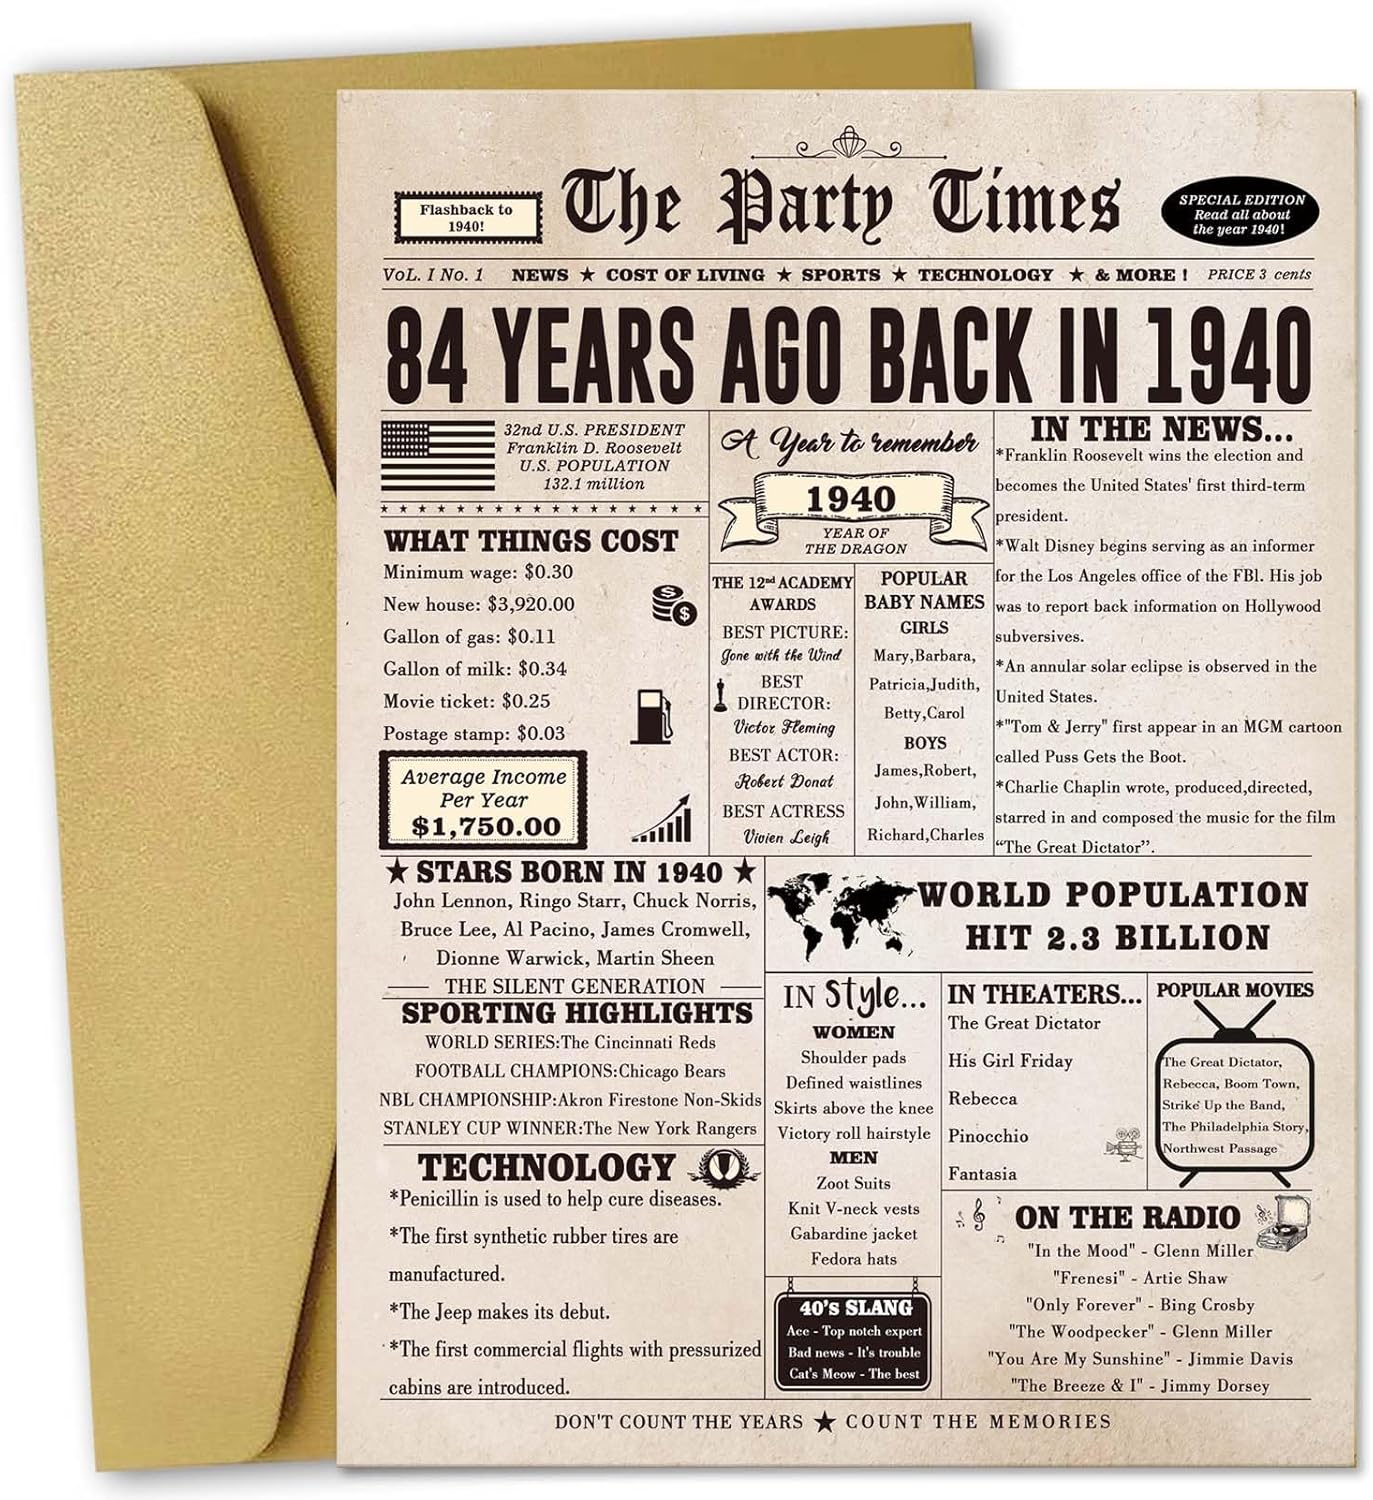 The Party Times
Flashback to
1940!
SPECIAL EDITION
Read all about
the year 1940!
VoL. I No. 1 NEWS ★ COST OF LIVING ★ SPORTS ★ TECHNOLOGY ★ & MORE ! PRICE 3 cents
84 YEARS AGO BACK IN 1940
32nd U.S. PRESIDENT
Franklin D. Roosevelt
U.S. POPULATION
132.1 million
WHAT THINGS COST
Minimum wage: $0.30
New house: $3,920.00
Gallon of gas: $0.11
Gallon of milk: $0.34
Movie ticket: $0.25
Postage stamp: $0.03
Average Income
Per Year
$1,750.00
A Year to remember
1940
YEAR OF
THE DRAGON
THE 12nd ACADEMY
AWARDS
BEST PICTURE:
Gone with the Wind
BEST
DIRECTOR:
Victor Fleming
BEST ACTOR:
Robert Donat
BEST ACTRESS
Vivien Leigh
POPULAR
BABY NAMES
GIRLS
Mary,Barbara,
Patricia,Judith,
Betty,Carol
BOYS
James,Robert,
John,William,
Richard,Charles
IN THE NEWS...
*Franklin Roosevelt wins the election and
becomes the United States' first third-term
president.
*Walt Disney begins serving as an informer
for the Los Angeles office of the FBl. His job
was to report back information on Hollywood
subversives.
*An annular solar eclipse is observed in the
United States.
*"Tom & Jerry" first appear in an MGM cartoon
called Puss Gets the Boot.
*Charlie Chaplin wrote, produced,directed,
starred in and composed the music for the film
“The Great Dictator”.
★ STARS BORN IN 1940 ★
John Lennon, Ringo Starr, Chuck Norris,
Bruce Lee, Al Pacino, James Cromwell,
Dionne Warwick, Martin Sheen
THE SILENT GENERATION
SPORTING HIGHLIGHTS
WORLD SERIES:The Cincinnati Reds
FOOTBALL CHAMPIONS:Chicago Bears
NBL CHAMPIONSHIP:Akron Firestone Non-Skids
STANLEY CUP WINNER:The New York Rangers
TECHNOLOGY
*Penicillin is used to help cure diseases.
*The first synthetic rubber tires are
manufactured.
*The Jeep makes its debut.
*The first commercial flights with pressurized
cabins are introduced.
WORLD POPULATION
HIT 2.3 BILLION
IN Style...
WOMEN
Shoulder pads
Defined waistlines
Skirts above the knee
Victory roll hairstyle
MEN
Zoot Suits
Knit V-neck vests
Gabardine jacket
Fedora hats
40's SLANG
Ace - Top notch expert
Bad news - It's trouble
Cat's Meow - The best
IN THEATERS...
The Great Dictator
His Girl Friday
Rebecca
Pinocchio
Fantasia
POPULAR MOVIES
The Great Dictator,
Rebecca, Boom Town,
Strike Up the Band,
The Philadelphia Story,
Northwest Passage
ON THE RADIO
"In the Mood" - Glenn Miller
"Frenesi" - Artie Shaw
"Only Forever" - Bing Crosby
"The Woodpecker" - Glenn Miller
"You Are My Sunshine" - Jimmie Davis
"The Breeze & I" - Jimmy Dorsey
DON'T COUNT THE YEARS ★ COUNT THE MEMORIES